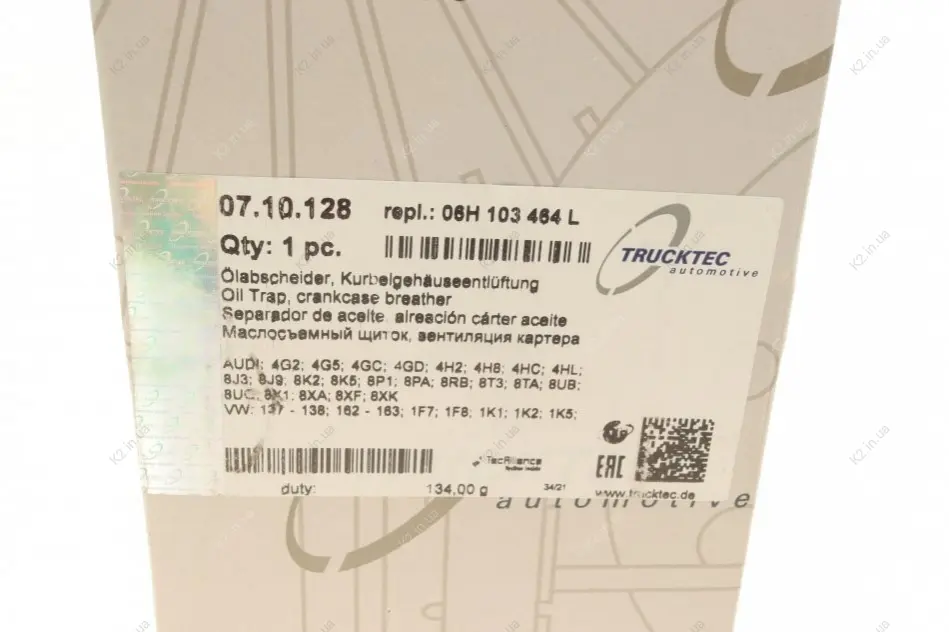 07.10.128 repl.: 06H 103 464 L
Qty: 1 pc.
TRUCKTEC
automotive
Ölabscheider, Kurbelgehäuseentlüftung
Oil Trap, crankcase breather
Separador de aceite, aireación cárter aceite
Маслосъемный щиток, вентиляция картера
AUDI: 4G2; 4G5; 4GC; 4GD; 4H2; 4H8; 4HC; 4HL;
8J3; 8J9; 8K2; 8K5; 8P1; 8PA; 8RB; 8T3; 8TA; 8UB;
8UG; 8X1; 8XA; 8XF; 8XK
VW: 137 - 138; 162 - 163; 1F7; 1F8; 1K1; 1K2; 1K5;
TecAlliance
EAC
duty: 134,00 g 34/21 www.trucktec.de
automotive
K2.in.ua